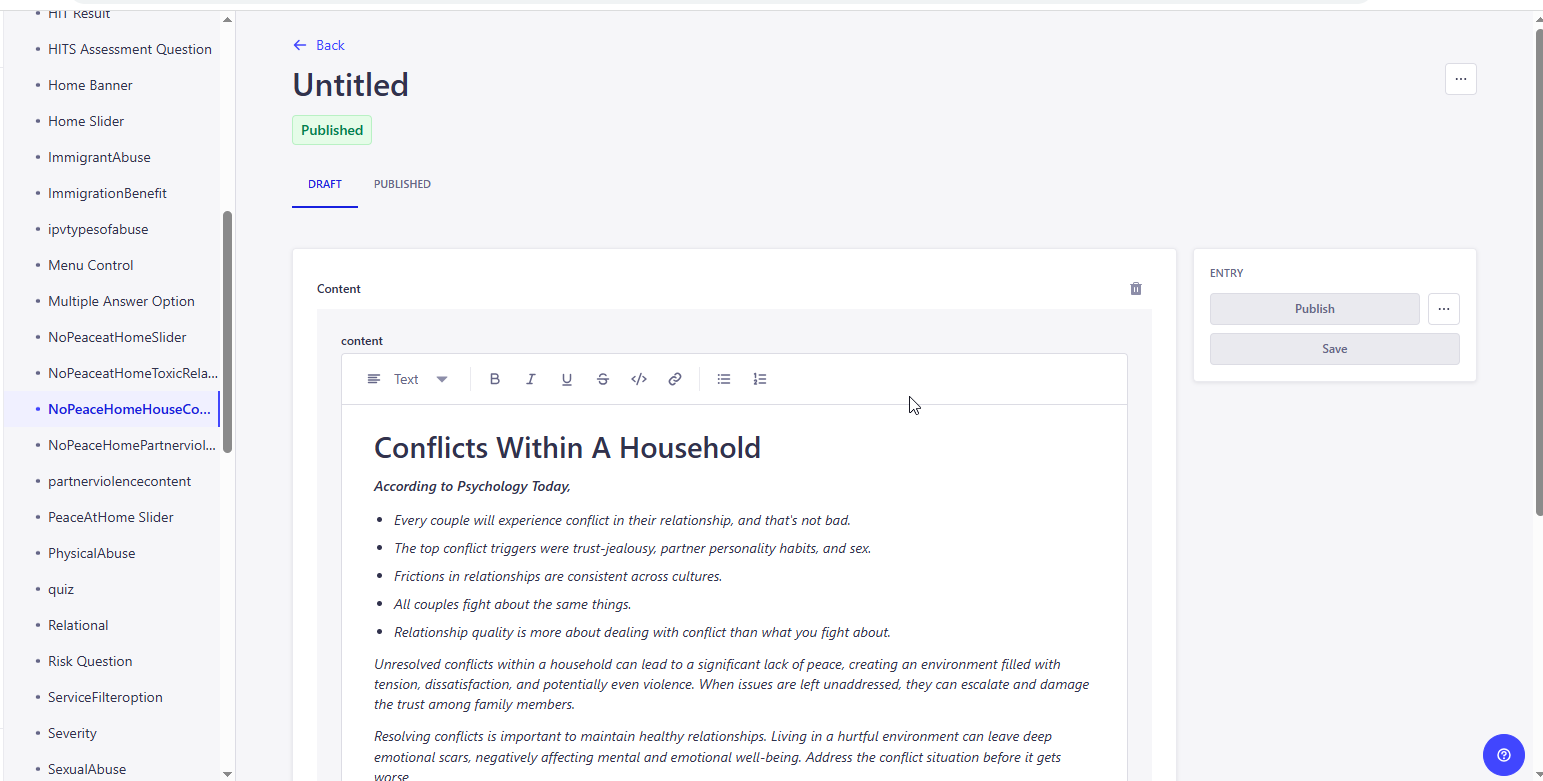 HIT Result
HITS Assessment Question
Home Banner
Home Slider
ImmigrantAbuse
ImmigrationBenefit
ipvtypesofabuse
Menu Control
Multiple Answer Option
NoPeaceatHomeSlider
NoPeaceatHomeToxicRela...
NoPeaceHomeHouseCo...
NoPeaceHomePartnerviol...
partnerviolencecontent
PeaceAtHome Slider
PhysicalAbuse
quiz
Relational
Risk Question
ServiceFilteroption
Severity
SexualAbuse
Back
Untitled
Published
DRAFT PUBLISHED
Content
content
Text B I U S </>
Conflicts Within A Household
According to Psychology Today,
Every couple will experience conflict in their relationship, and that's not bad.
The top conflict triggers were trust-jealousy, partner personality habits, and sex.
Frictions in relationships are consistent across cultures.
All couples fight about the same things.
Relationship quality is more about dealing with conflict than what you fight about.
Unresolved conflicts within a household can lead to a significant lack of peace, creating an environment filled with
tension, dissatisfaction, and potentially even violence. When issues are left unaddressed, they can escalate and damage
the trust among family members.
Resolving conflicts is important to maintain healthy relationships. Living in a hurtful environment can leave deep
emotional scars, negatively affecting mental and emotional well-being. Address the conflict situation before it gets
worse
ENTRY
Publish
Save